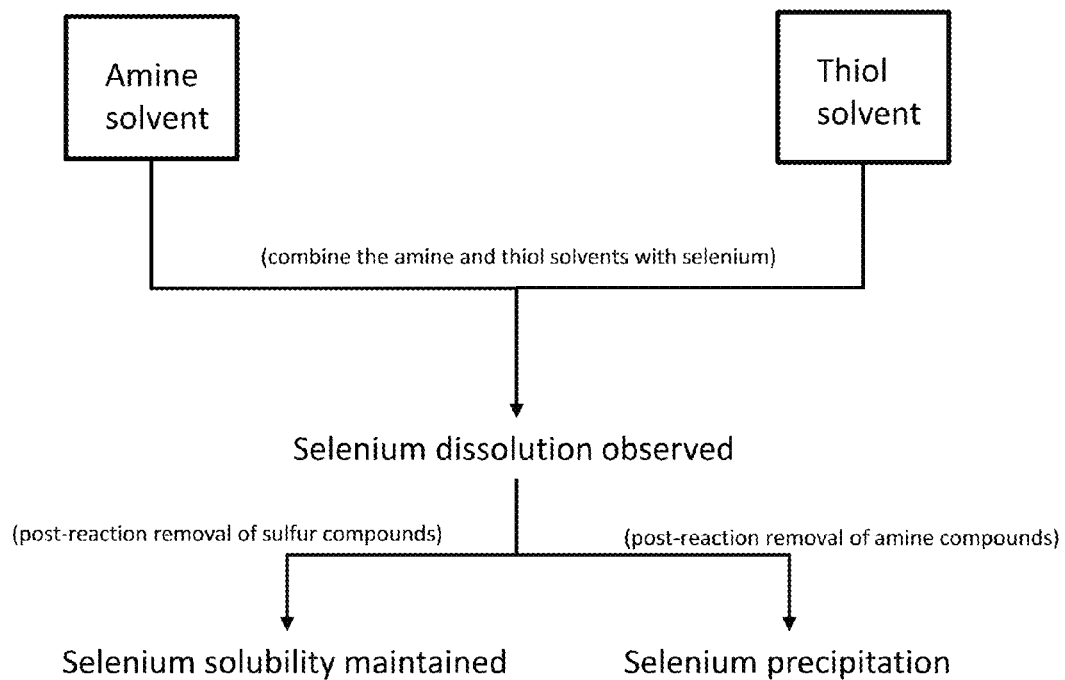 Amine
solvent
Thiol
solvent
(combine the amine and thiol solvents with selenium)
Selenium dissolution observed
(post-reaction removal of sulfur compounds)
(post-reaction removal of amine compounds)
Selenium solubility maintained
Selenium precipitation